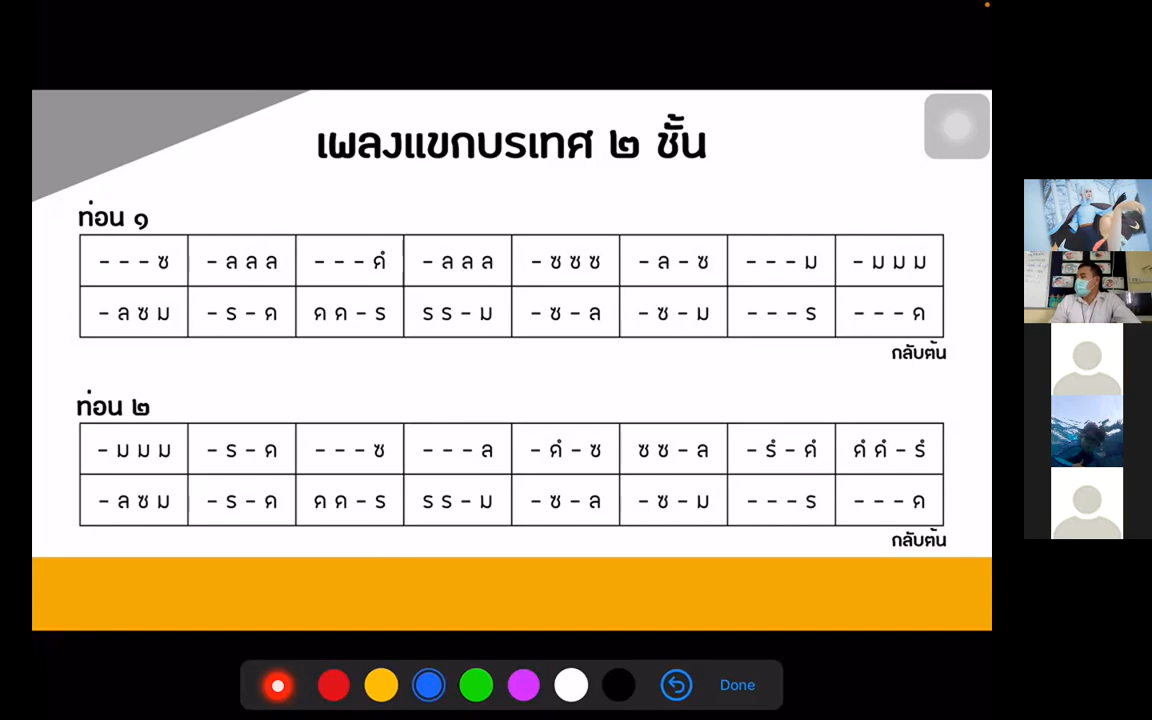 เพลงแขกบรเทศ ๒ ชั้น
ท่อน ๑
- - - ซ - ล ล ล - - - ดํ - ล ล ล - ซ ซ ซ - ล - ซ - - - ม - ม ม ม
- ล ซ ม - ร - ด ด ด - ร ร ร - ม - ซ - ล - ซ - ม - - - ร - - - ด
กลับต้น
ท่อน ๒
- ม ม ม - ร - ด - - - ซ - - - ล - ดํ - ซ ซ ซ - ล - รํ - ดํ ดํ ดํ - รํ
- ล ซ ม - ร - ด ด ด - ร ร ร - ม - ซ - ล - ซ - ม - - - ร - - - ด
กลับต้น
Done